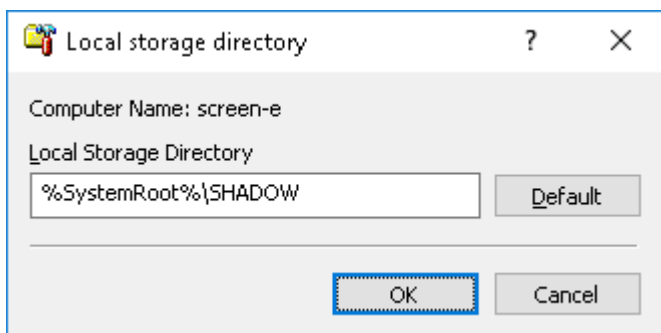 Local storage directory
Computer Name: screen-e
Local Storage Directory
%SystemRoot%\SHADOW
Default
OK
Cancel